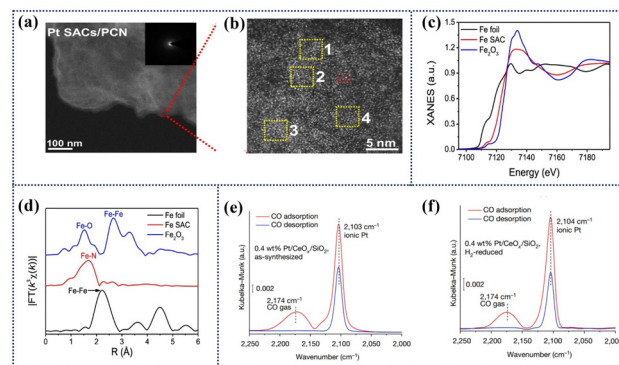 (a)
Pt SACs/PCN
100 nm
(b)
1
2
3
4
5 nm
(c)
XANES (a.u.)
Fe foil
Fe SAC
Fe₂O₃
7100 7120 7140 7160 7180
Energy (eV)
(d)
|FT(k³χ(k))|
Fe-O
Fe-Fe
Fe foil
Fe SAC
Fe₂O₃
Fe-N
Fe-Fe
0 1 2 3 4 5 6
R (Å)
(e)
Kubelka–Munk (a.u.)
CO adsorption
CO desorption
2,103 cm⁻¹
ionic Pt
0.4 wt% Pt/CeOₓ/SiO₂,
as-synthesized
0.002
2,174 cm⁻¹
CO gas
2,250 2,200 2,150 2,100 2,050 2,000
Wavenumber (cm⁻¹)
(f)
Kubelka–Munk (a.u.)
CO adsorption
CO desorption
2,104 cm⁻¹
ionic Pt
0.4 wt% Pt/CeOₓ/SiO₂,
H₂-reduced
0.002
2,174 cm⁻¹
CO gas
2,250 2,200 2,150 2,100 2,050 2,000
Wavenumber (cm⁻¹)